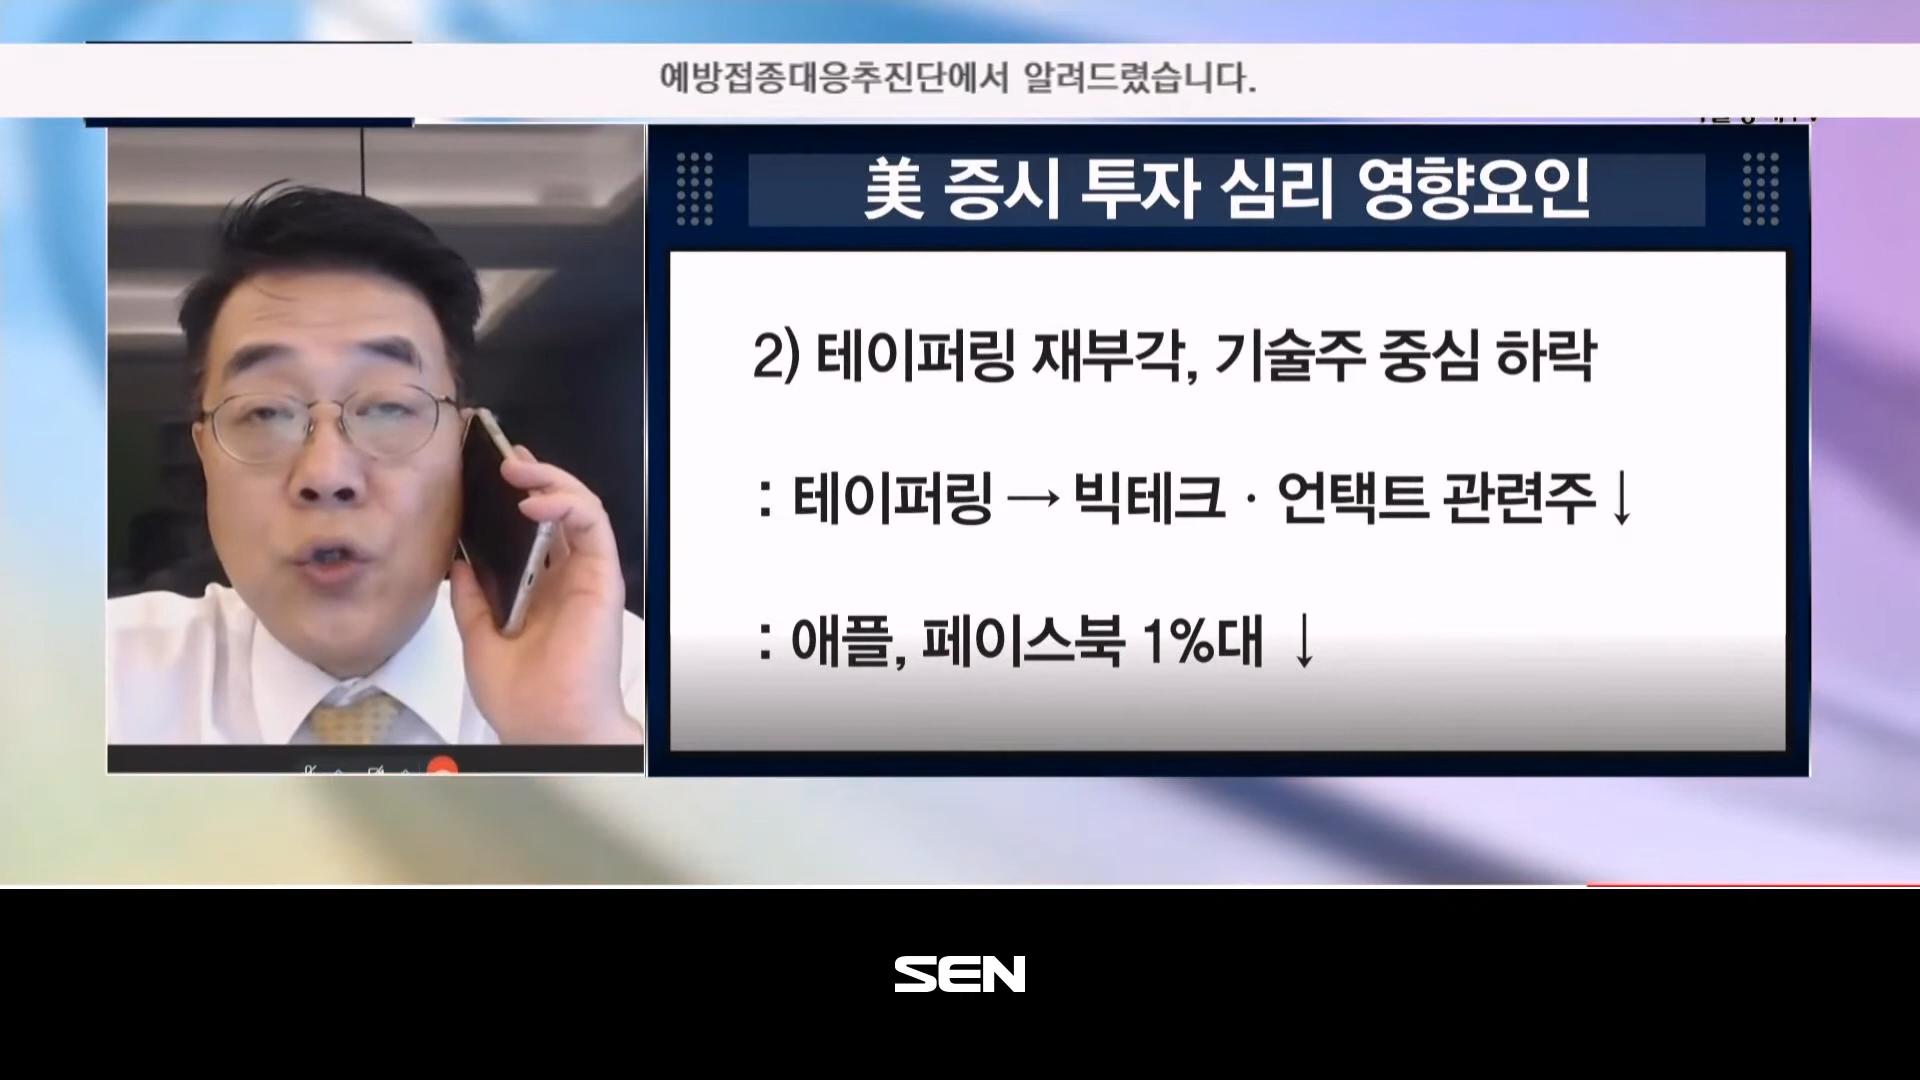 예방접종대응추진단에서 알려드렸습니다.
美 증시 투자 심리 영향요인
2) 테이퍼링 재부각, 기술주 중심 하락
: 테이퍼링 → 빅테크 · 언택트 관련주 ↓
: 애플, 페이스북 1%대 ↓
SEN